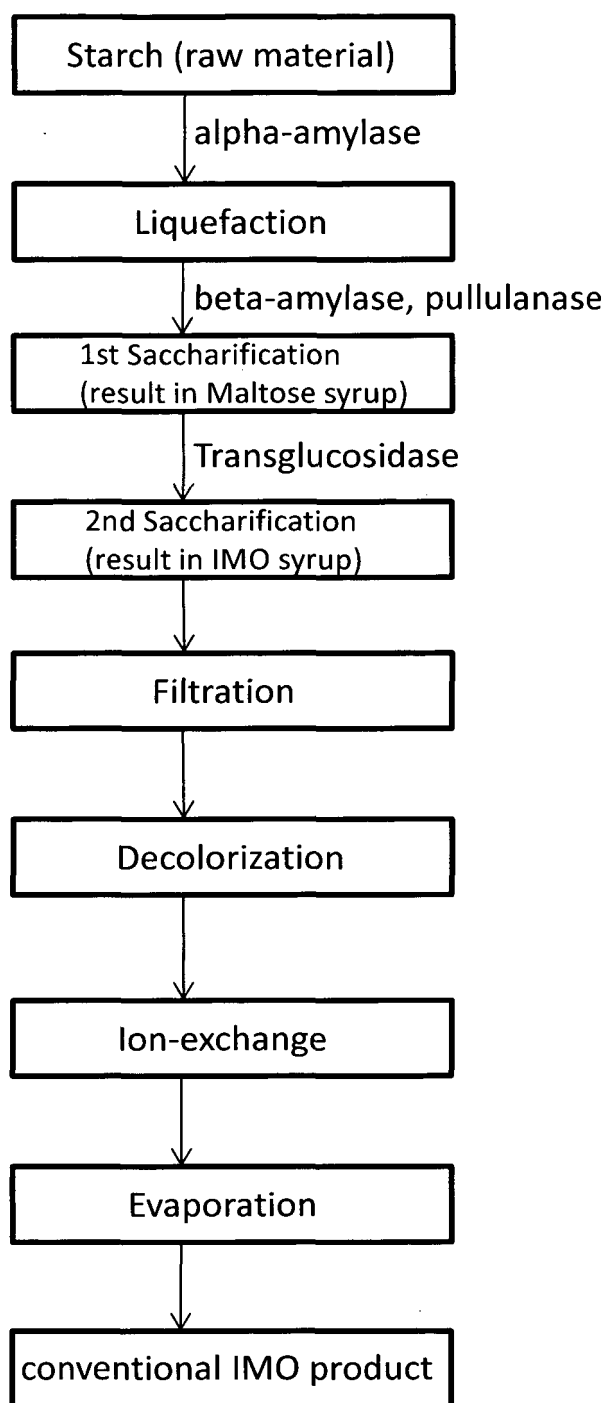 Starch (raw material)
alpha-amylase
Liquefaction
beta-amylase, pullulanase
1st Saccharification
(result in Maltose syrup)
Transglucosidase
2nd Saccharification
(result in IMO syrup)
Filtration
Decolorization
Ion-exchange
Evaporation
conventional IMO product